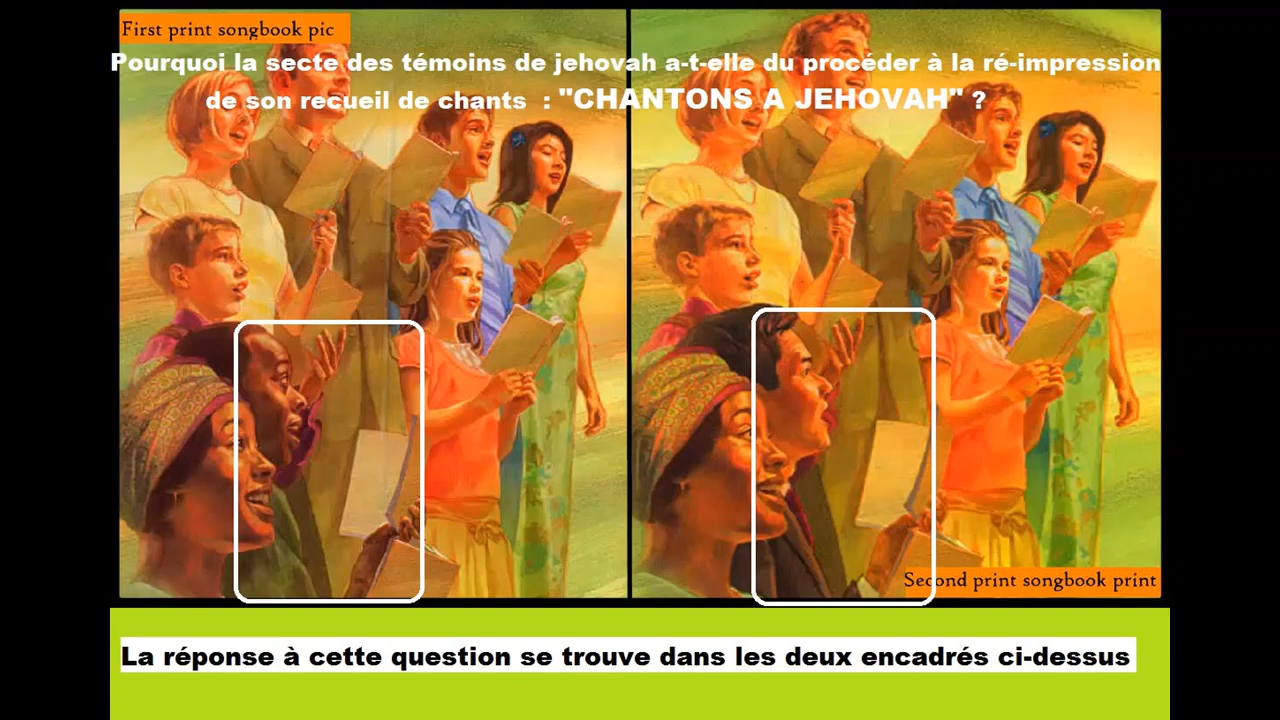 First print songbook pic
Pourquoi la secte des témoins de jehovah a-t-elle du procéder à la ré-impression
de son recueil de chants : "CHANTONS A JEHOVAH" ?
Second print songbook print
La réponse à cette question se trouve dans les deux encadrés ci-dessus